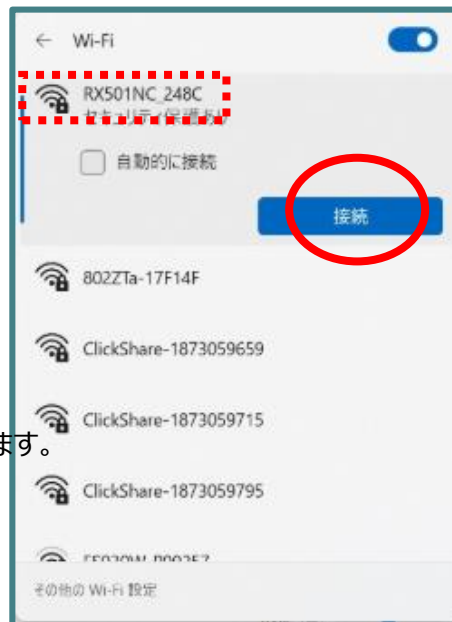 ← Wi-Fi
RX501NC_248C
セキュリティ保護あり
自動的に接続
接続
802ZTa-17F14F
ClickShare-1873059659
ClickShare-1873059715
ます。
ClickShare-1873059795
その他の Wi-Fi 設定